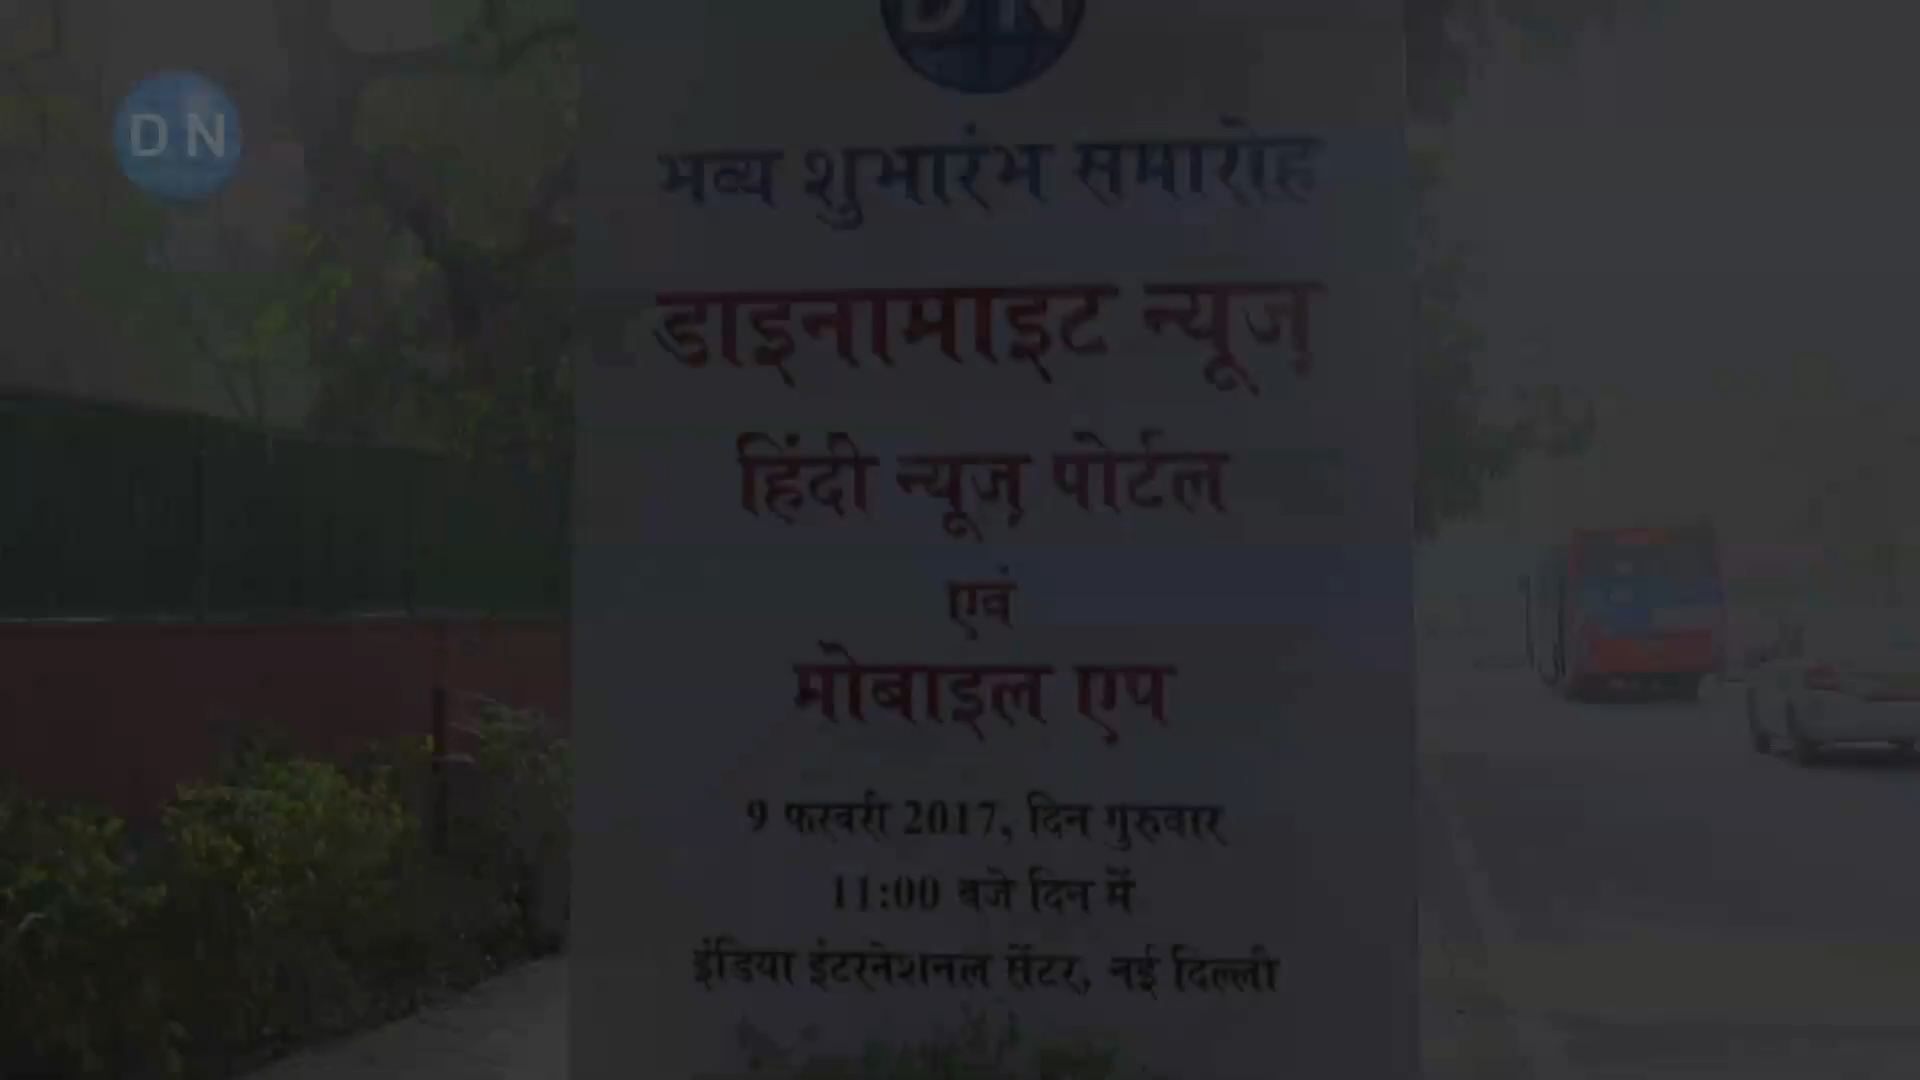 DN
DN
भव्य शुभारंभ समारोह
डाइनामाइट न्यूज़
हिंदी न्यूज़ पोर्टल
एवं
मोबाइल एप
9 फरवरी 2017, दिन गुरुवार
11:00 बजे दिन में
इंडिया इंटरनेशनल सेंटर, नई दिल्ली